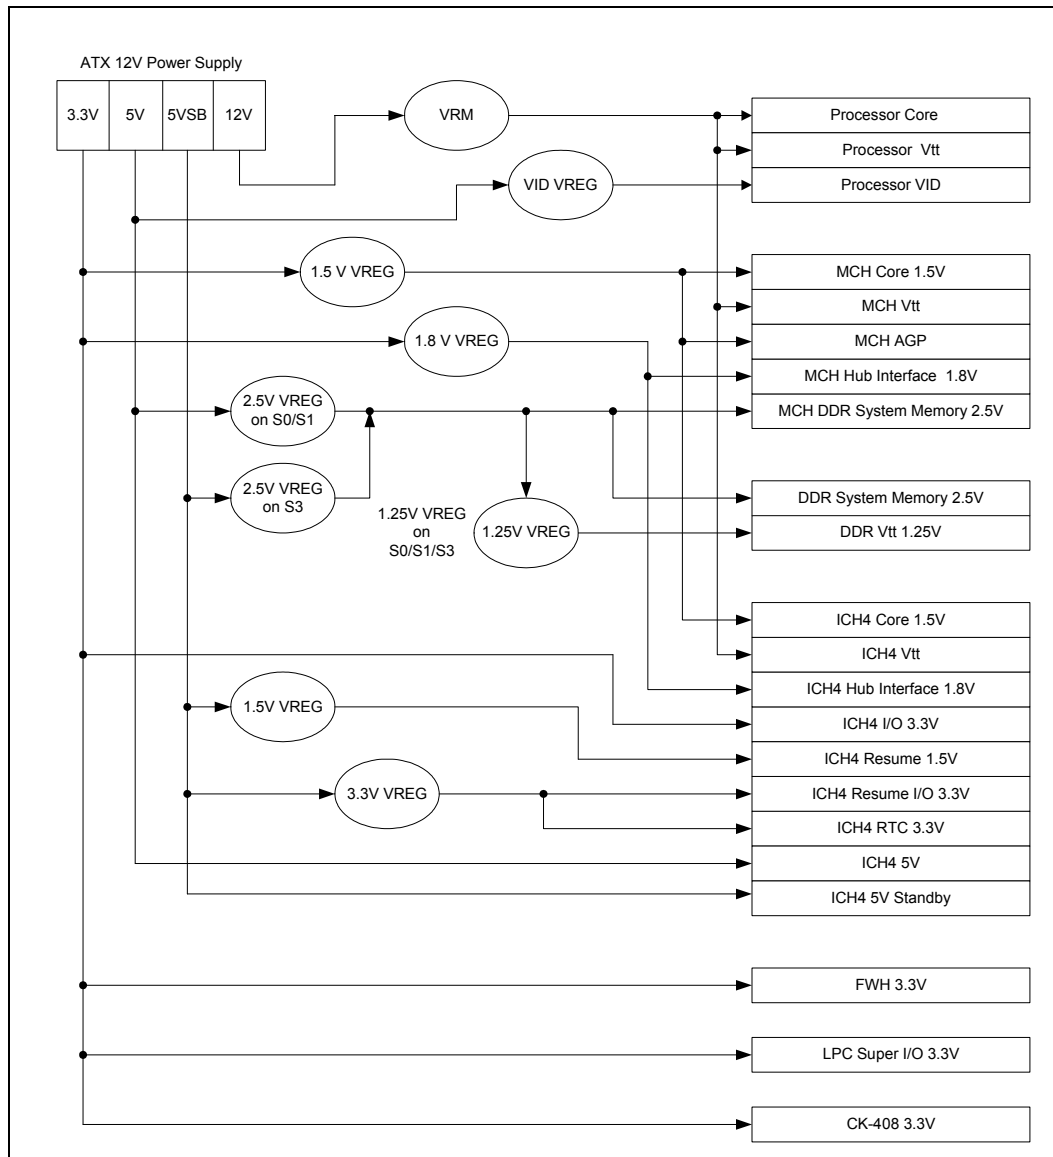 ATX 12V Power Supply
3.3V
5V
5VSB
12V
VRM
Processor Core
Processor Vtt
VID VREG
Processor VID
1.5 V VREG
MCH Core 1.5V
MCH Vtt
1.8 V VREG
MCH AGP
MCH Hub Interface 1.8V
2.5V VREG
on S0/S1
MCH DDR System Memory 2.5V
2.5V VREG
on S3
DDR System Memory 2.5V
1.25V VREG
on
S0/S1/S3
1.25V VREG
DDR Vtt 1.25V
ICH4 Core 1.5V
ICH4 Vtt
ICH4 Hub Interface 1.8V
1.5V VREG
ICH4 I/O 3.3V
ICH4 Resume 1.5V
3.3V VREG
ICH4 Resume I/O 3.3V
ICH4 RTC 3.3V
ICH4 5V
ICH4 5V Standby
FWH 3.3V
LPC Super I/O 3.3V
CK-408 3.3V